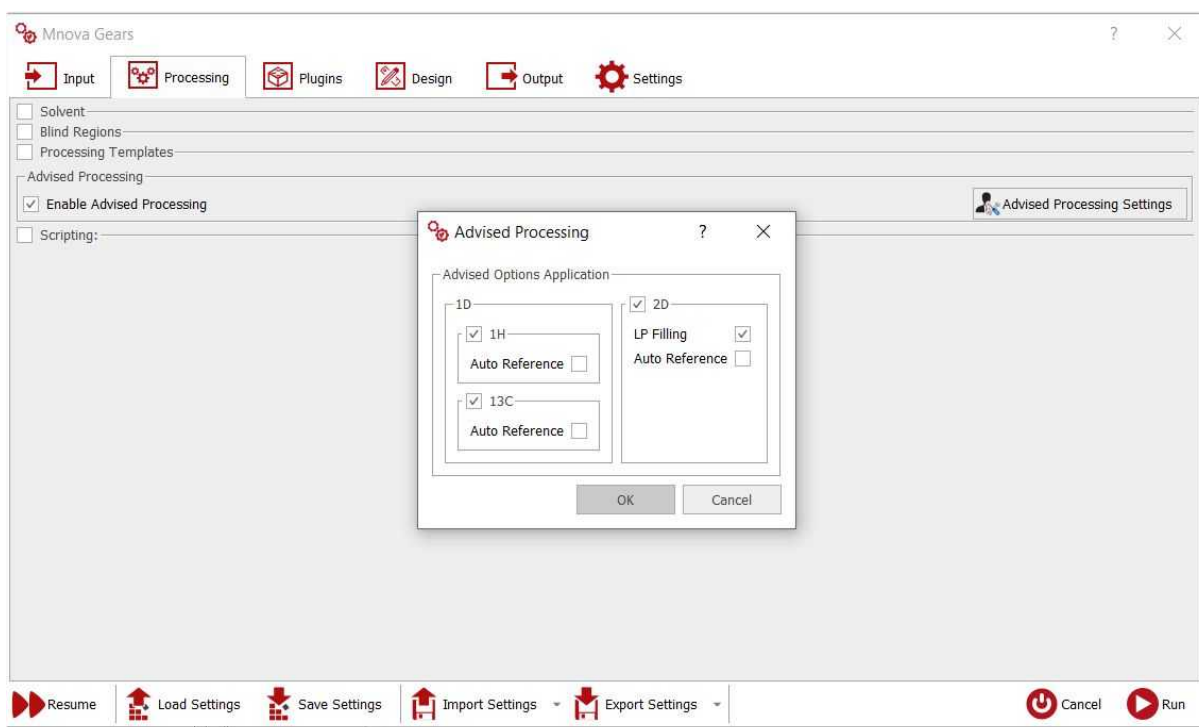 Mnova Gears ?
Input Processing Plugins Design Output Settings
Solvent
Blind Regions
Processing Templates
Advised Processing
Enable Advised Processing
Advised Processing Settings
Scripting:
Advised Processing ?
Advised Options Application
1D
1H
Auto Reference
13C
Auto Reference
2D
LP Filling
Auto Reference
OK Cancel
Resume Load Settings Save Settings Import Settings Export Settings Cancel Run